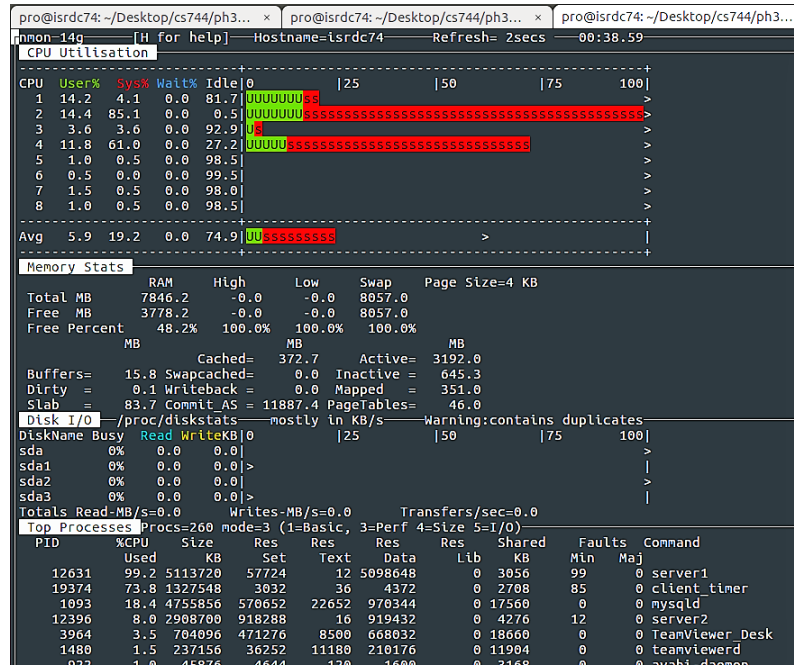 pro@isrdc74: ~/Desktop/cs744/ph3... × pro@isrdc74: ~/Desktop/cs744/ph3... × pro@isrdc74: ~/Desktop/cs744/ph3...
nmon 14g [H for help] Hostname=isrdc74 Refresh= 2secs 00:38.59
CPU Utilisation
CPU User% Sys% Wait% Idle|0 |25 |50 |75 100|
1 14.2 4.1 0.0 81.7|UUUUUUUss >
2 14.4 85.1 0.0 0.5|UUUUUUUssssssssssssssssssssssssssssssssssssssssss>
3 3.6 3.6 0.0 92.9|Us >
4 11.8 61.0 0.0 27.2|UUUUUssssssssssssssssssssssssssssss >
5 1.0 0.5 0.0 98.5| >
6 0.5 0.0 0.0 99.5| >
7 1.5 0.5 0.0 98.0| >
8 1.0 0.5 0.0 98.5| >
Avg 5.9 19.2 0.0 74.9|UUsssssssss > |
Memory Stats
RAM High Low Swap Page Size=4 KB
Total MB 7846.2 -0.0 -0.0 8057.0
Free MB 3778.2 -0.0 -0.0 8057.0
Free Percent 48.2% 100.0% 100.0% 100.0%
MB MB MB
Cached= 372.7 Active= 3192.0
Buffers= 15.8 Swapcached= 0.0 Inactive = 645.3
Dirty = 0.1 Writeback = 0.0 Mapped = 351.0
Slab = 83.7 Commit_AS = 11887.4 PageTables= 46.0
Disk I/O /proc/diskstats mostly in KB/s Warning:contains duplicates
DiskName Busy Read WriteKB|0 |25 |50 |75 100|
sda 0% 0.0 0.0| >
sda1 0% 0.0 0.0|> |
sda2 0% 0.0 0.0| >
sda3 0% 0.0 0.0|> |
Totals Read-MB/s=0.0 Writes-MB/s=0.0 Transfers/sec=0.0
Top Processes Procs=260 mode=3 (1=Basic, 3=Perf 4=Size 5=I/O)
PID %CPU Size Res Res Res Res Shared Faults Command
Used KB Set Text Data Lib KB Min Maj
12631 99.2 5113720 57724 12 5098648 0 3056 99 0 server1
19374 73.8 1327548 3032 36 4372 0 2708 85 0 client_timer
1093 18.4 4755856 570652 22652 970344 0 17560 0 0 mysqld
12396 8.0 2908700 918288 16 919432 0 4276 12 0 server2
3964 3.5 704096 471276 8500 668032 0 18660 0 0 TeamViewer_Desk
1480 1.5 237156 36252 11180 210176 0 11904 0 0 teamviewerd
922 1.0 45876 4644 120 1600 0 3168 0 0 avahi-daemon